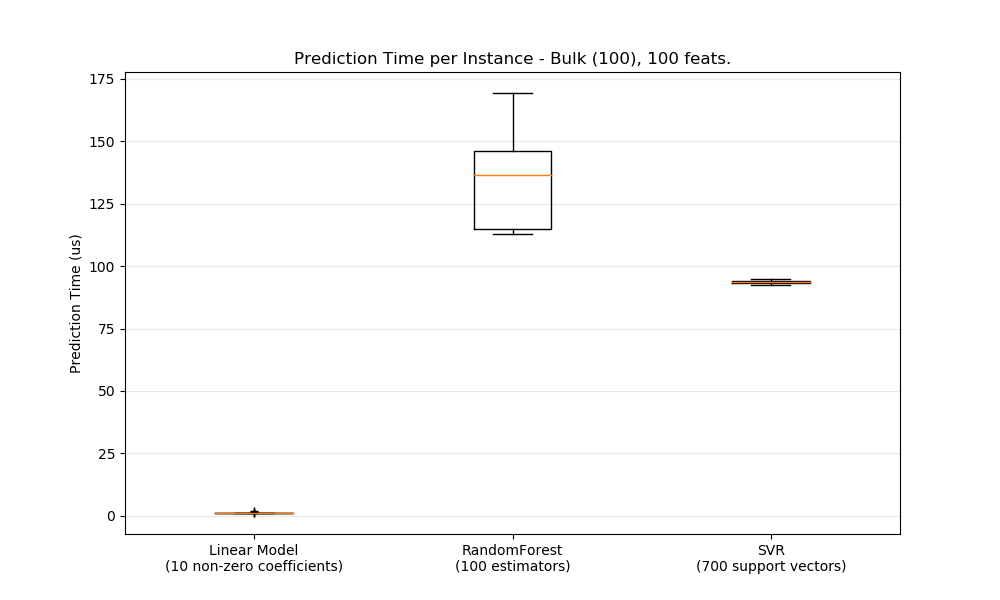 Prediction Time per Instance - Bulk (100), 100 feats.
Prediction Time (us)
175
150
125
100
75
50
25
0
Linear Model
(10 non-zero coefficients)
RandomForest
(100 estimators)
SVR
(700 support vectors)